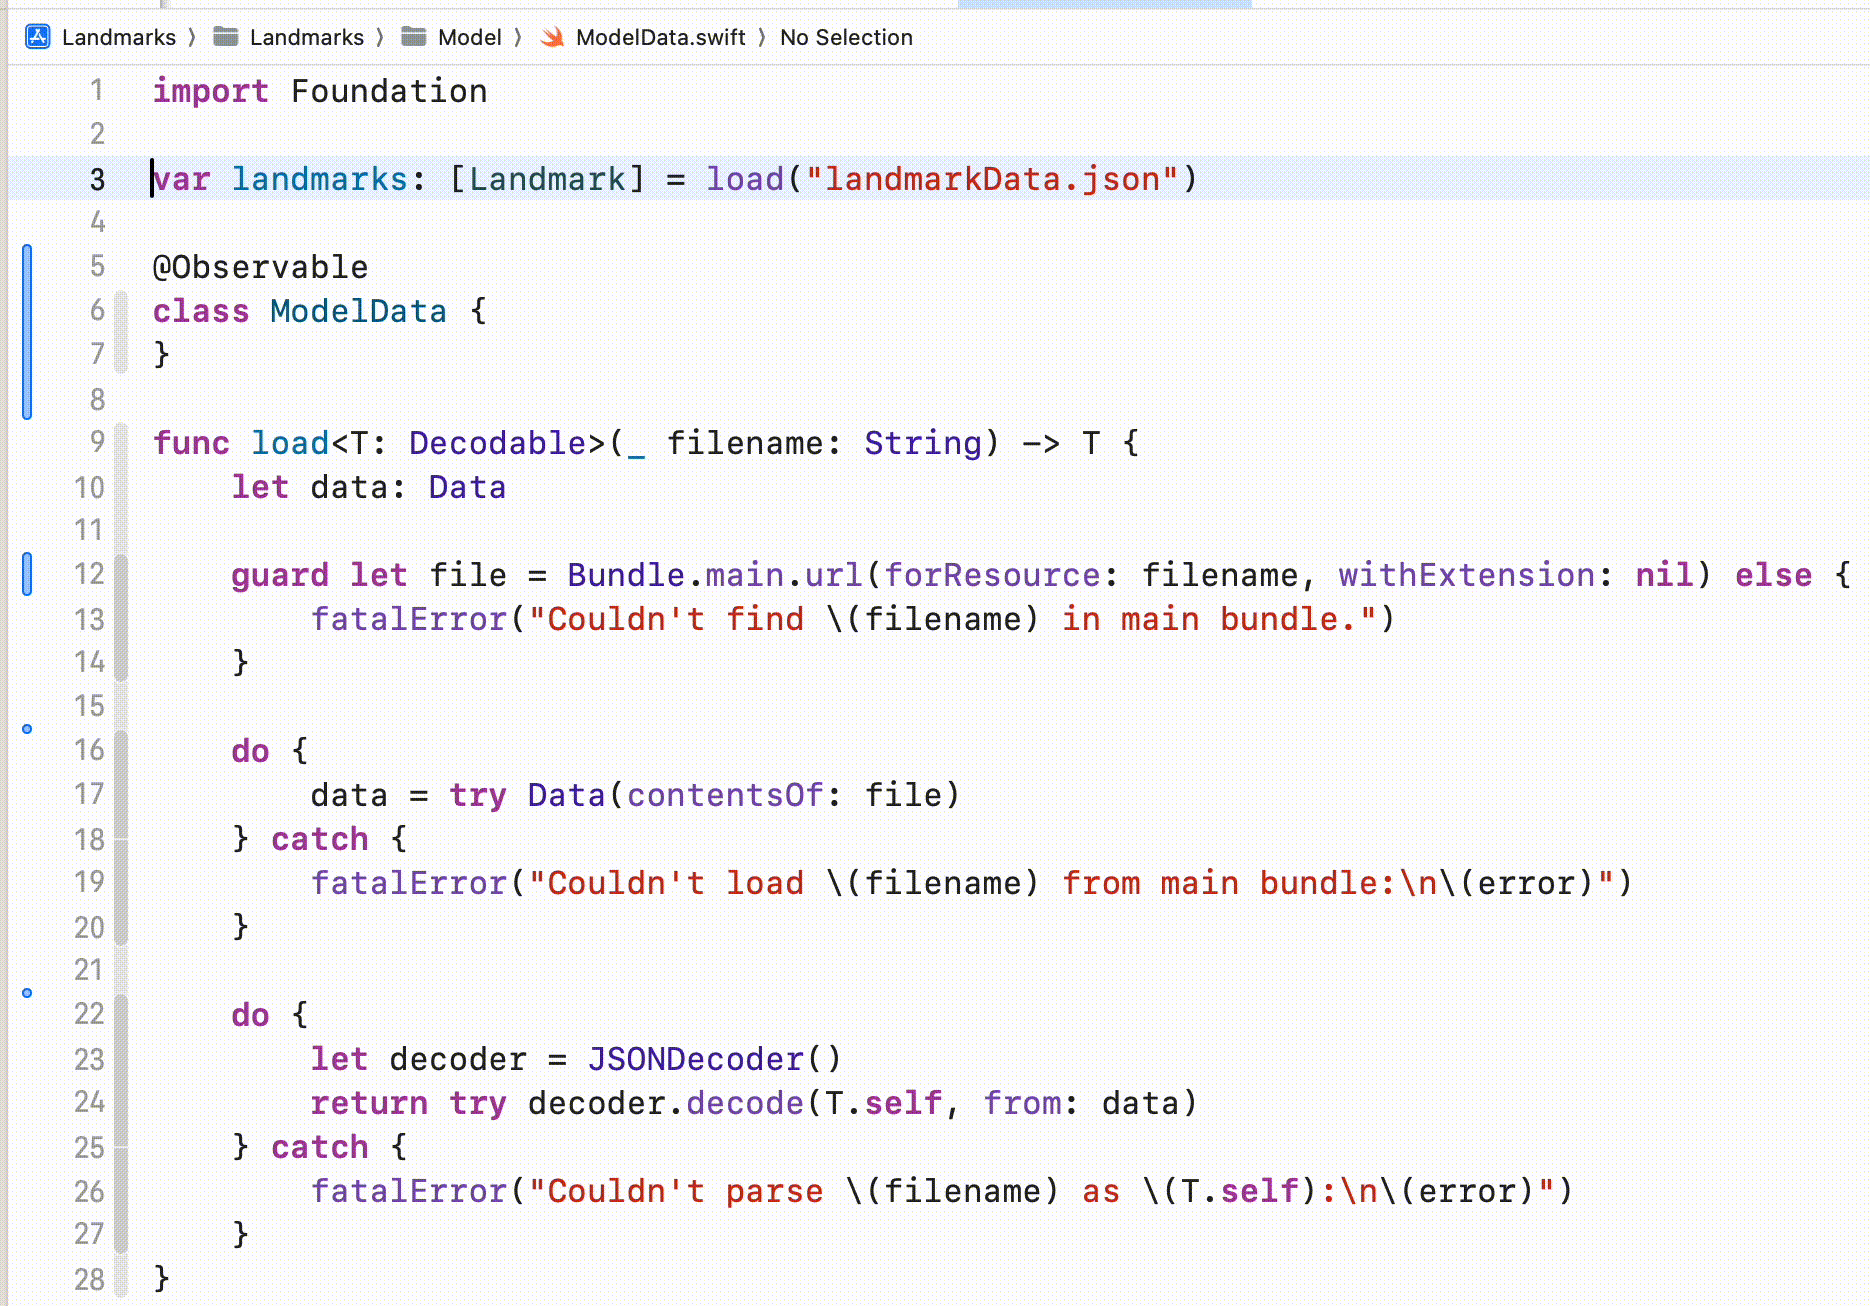 Landmarks 〉 Landmarks 〉 Model 〉 ModelData.swift 〉 No Selection
1 import Foundation
2
3 var landmarks: [Landmark] = load("landmarkData.json")
4
5 @Observable
6 class ModelData {
7 }
8
9 func load<T: Decodable>(_ filename: String) -> T {
10     let data: Data
11
12     guard let file = Bundle.main.url(forResource: filename, withExtension: nil) else {
13         fatalError("Couldn't find \(filename) in main bundle.")
14     }
15
16     do {
17         data = try Data(contentsOf: file)
18     } catch {
19         fatalError("Couldn't load \(filename) from main bundle:\n\(error)")
20     }
21
22     do {
23         let decoder = JSONDecoder()
24         return try decoder.decode(T.self, from: data)
25     } catch {
26         fatalError("Couldn't parse \(filename) as \(T.self):\n\(error)")
27     }
28 }